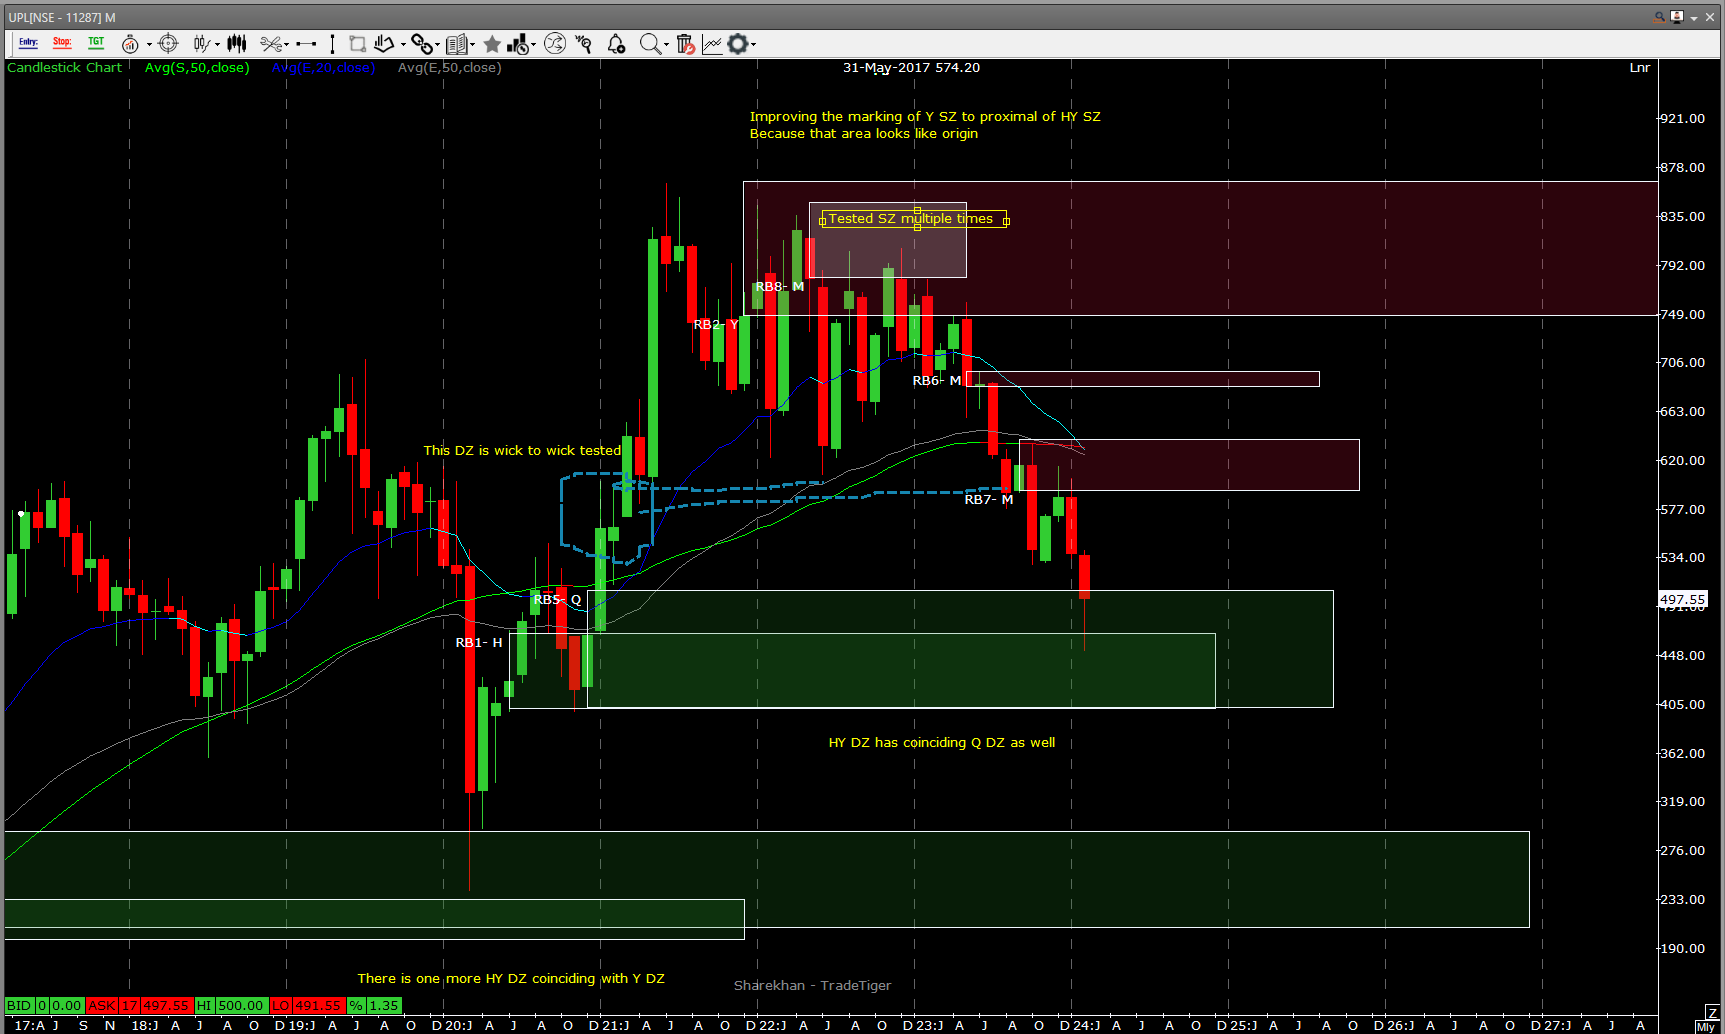 UPL[NSE - 11287] M
Entry: Stop: TGT
Candlestick Chart Avg(S,50,close) Avg(E,20,close) Avg(E,50,close) 31-May-2017 574.20 Lnr
Improving the marking of Y SZ to proximal of HY SZ
Because that area looks like origin
921.00
878.00
Tested SZ multiple times
835.00
792.00
RB8- M
749.00
RB2- Y
706.00
RB6- M
663.00
This DZ is wick to wick tested
620.00
RB7- M
577.00
534.00
RB5- Q
497.55
491.00
RB1- H
448.00
405.00
HY DZ has coinciding Q DZ as well
362.00
319.00
276.00
233.00
190.00
There is one more HY DZ coinciding with Y DZ
Sharekhan - TradeTiger
BID 0 0.00 ASK 17 497.55 HI 500.00 LO 491.55 % 1.35
Z
17:A J S N 18:J A J O D 19:J A J A O D 20:J A J A O D 21:J A J A O D 22:J A J A O D 23:J A J A O D 24:J A J A O D 25:J A J A O D 26:J A J A O D 27:J A J A
Mly